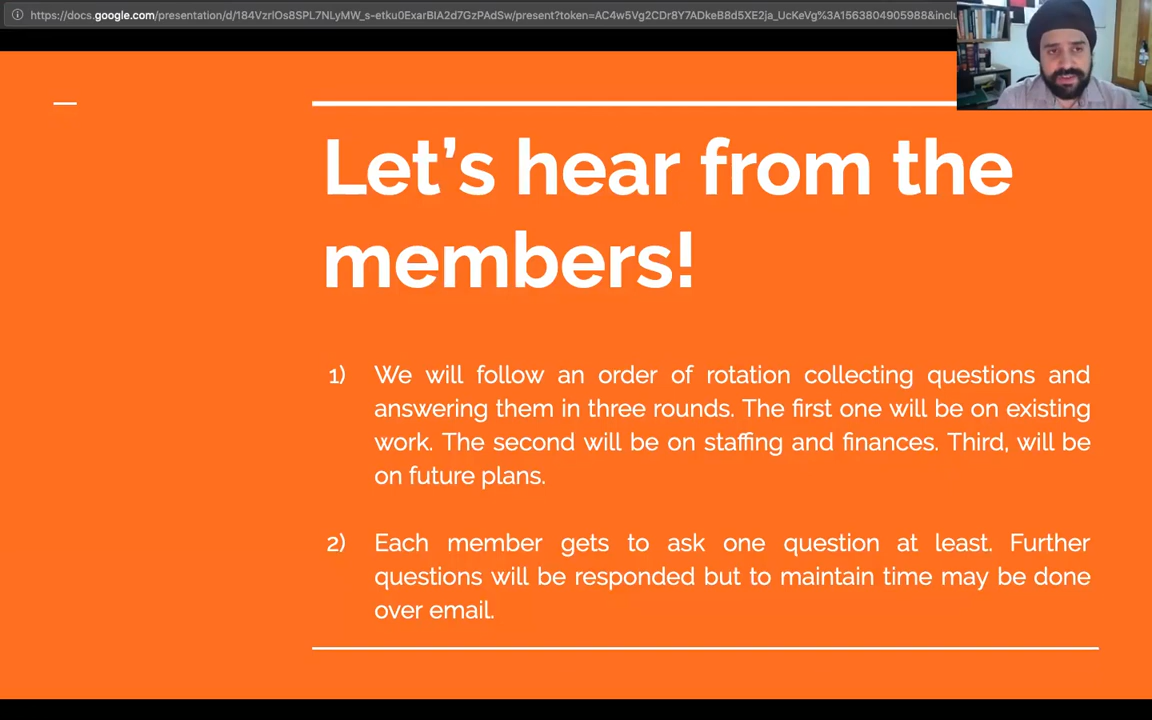 https://docs.google.com/presentation/d/184VzrlOs8SPL7NLyMW_s-etku0ExarBIA2d7GzPAdSw/present?token=AC4w5Vg2CDr8Y7ADkeB8d5XE2ja_UcKeVg%3A1563804905988&inclu
Let’s hear from the
members!
1) We will follow an order of rotation collecting questions and
answering them in three rounds. The first one will be on existing
work. The second will be on staffing and finances. Third, will be
on future plans.
2) Each member gets to ask one question at least. Further
questions will be responded but to maintain time may be done
over email.